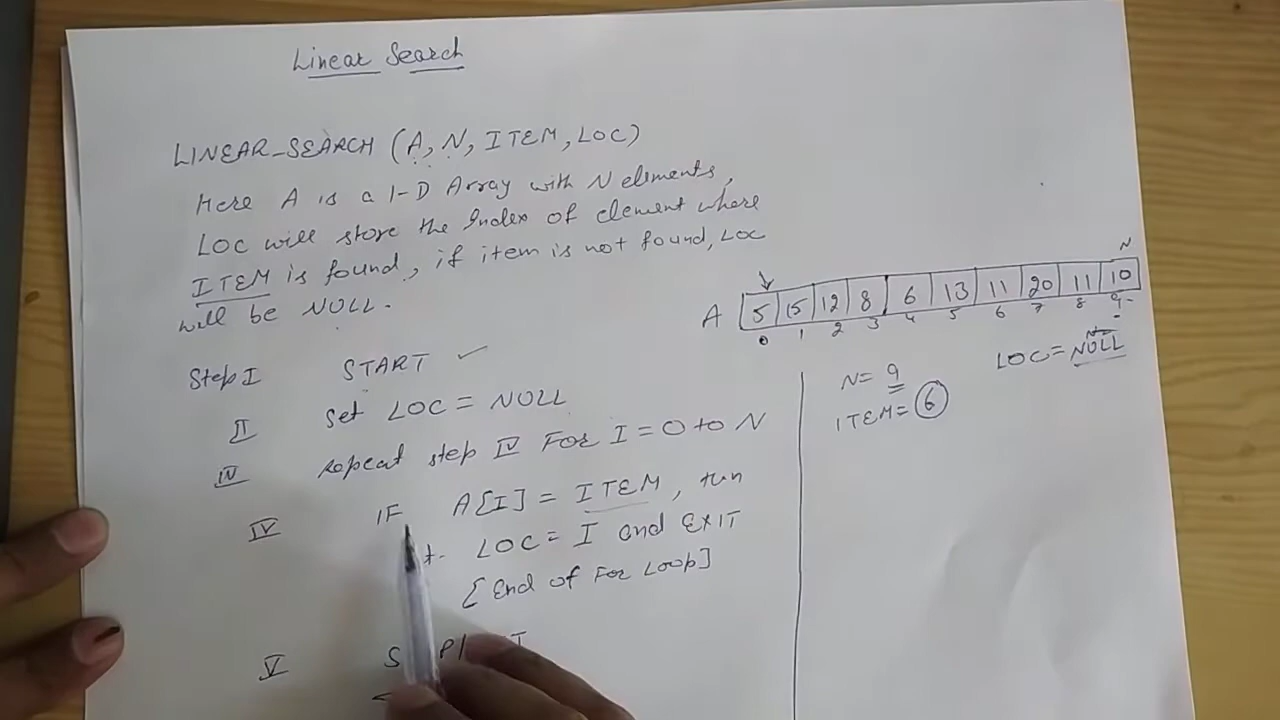 Linear Search
LINEAR_SEARCH (A, N, ITEM, LOC)
Here A is a 1-D Array with N elements,
LOC will store the Index of element where
ITEM is found, if item is not found, LOC
will be NULL.
Step I START ✓
II Set LOC = NULL
IV Repeat step IV For I = 0 to N
IV IF A[I] = ITEM, then
LOC = I and EXIT
[End of For Loop]
V
N
A 5 15 12 8 6 13 11 20 11 10
0 1 2 3 4 5 6 7 8 9
N = 9
LOC = NULL
ITEM = 6